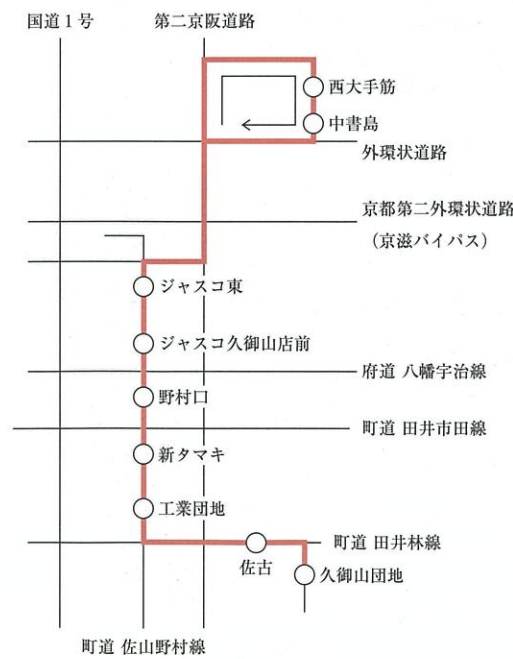 国道1号
第二京阪道路
西大手筋
中書島
外環状道路
京都第二外環状道路
（京滋バイパス）
ジャスコ東
ジャスコ久御山店前
府道 八幡宇治線
野村口
町道 田井市田線
新タマキ
工業団地
町道 田井林線
佐古
久御山団地
町道 佐山野村線